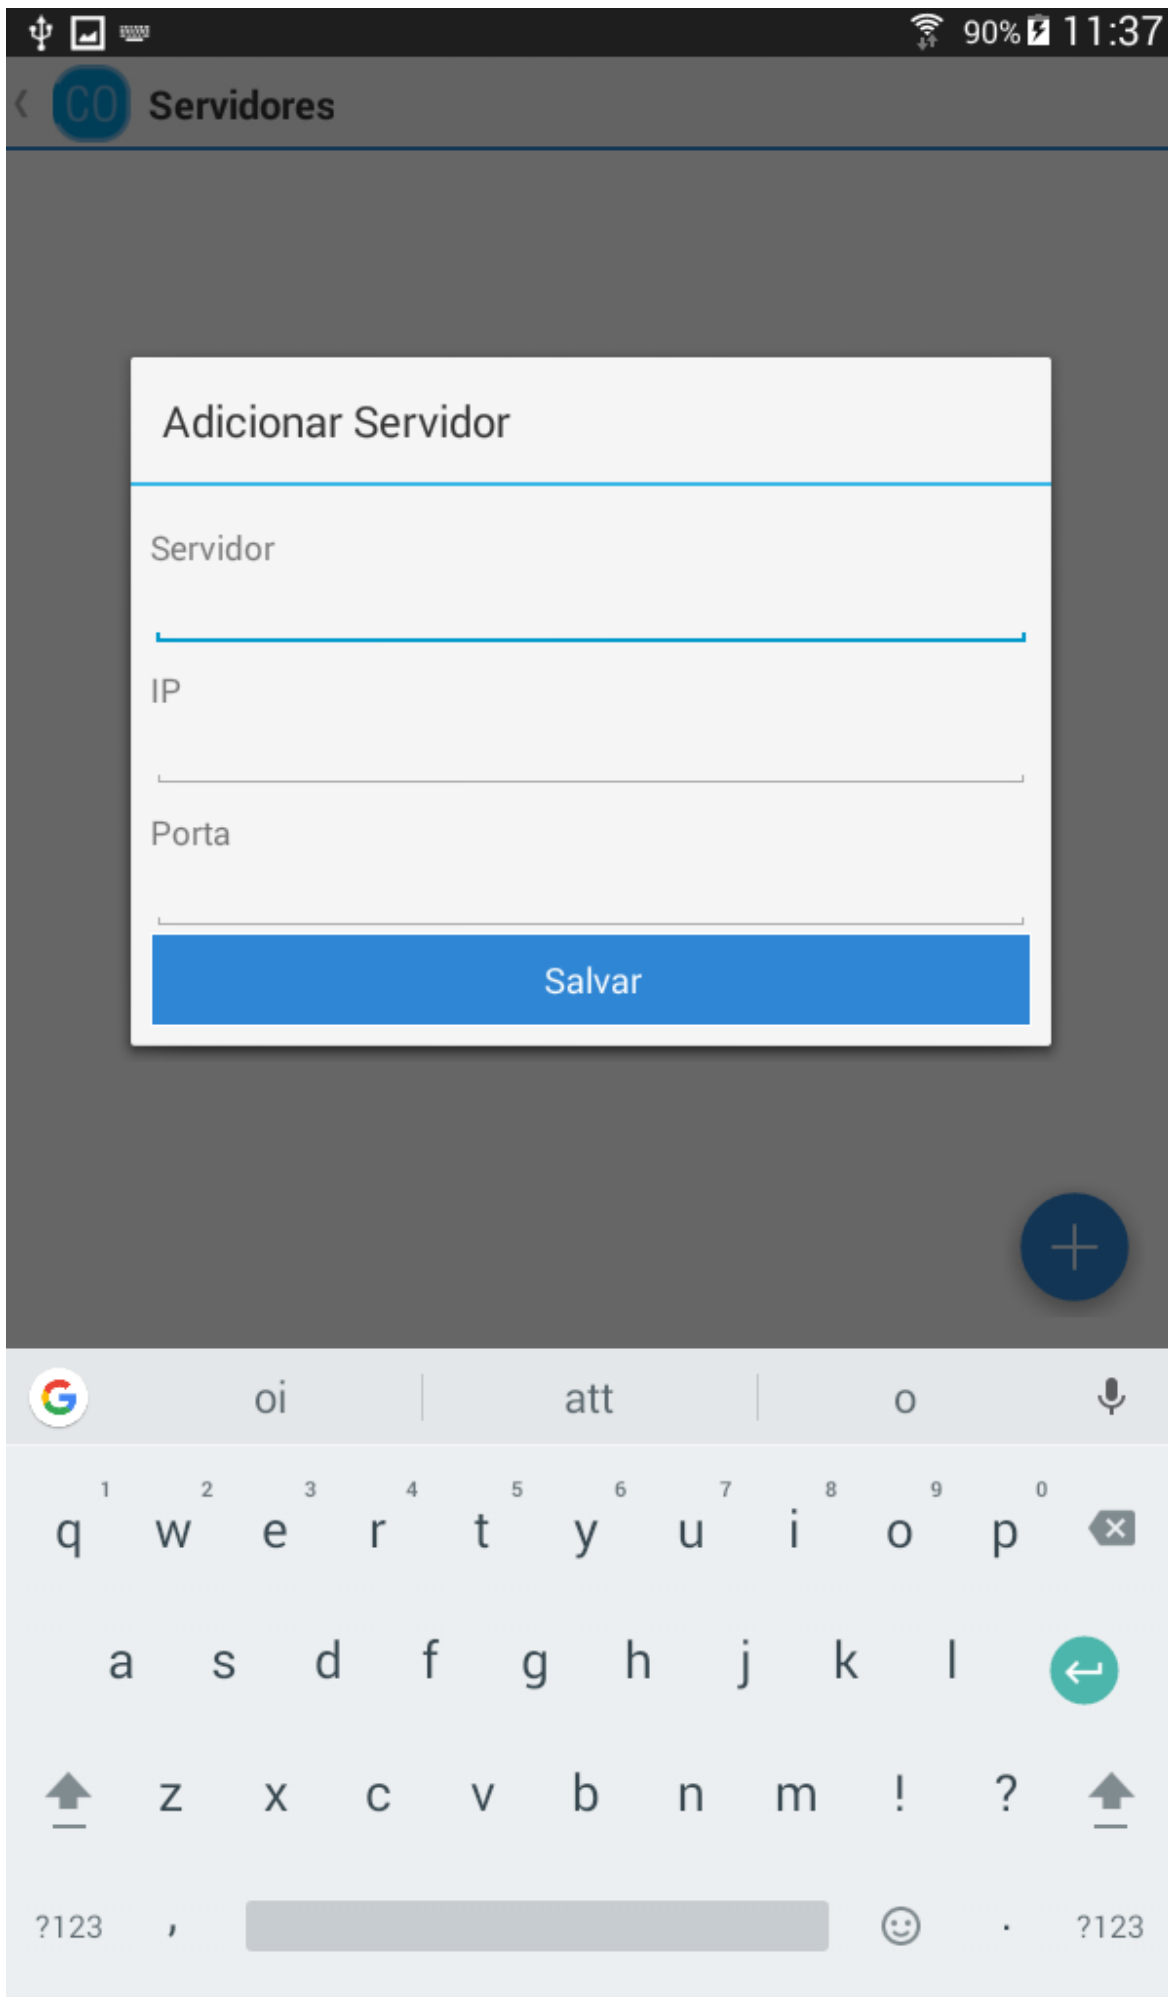 90% 11:37
CO Servidores
Adicionar Servidor
Servidor
IP
Porta
Salvar
oi att o
1 2 3 4 5 6 7 8 9 0
q w e r t y u i o p
a s d f g h j k l
z x c v b n m ! ?
?123 , . ?123